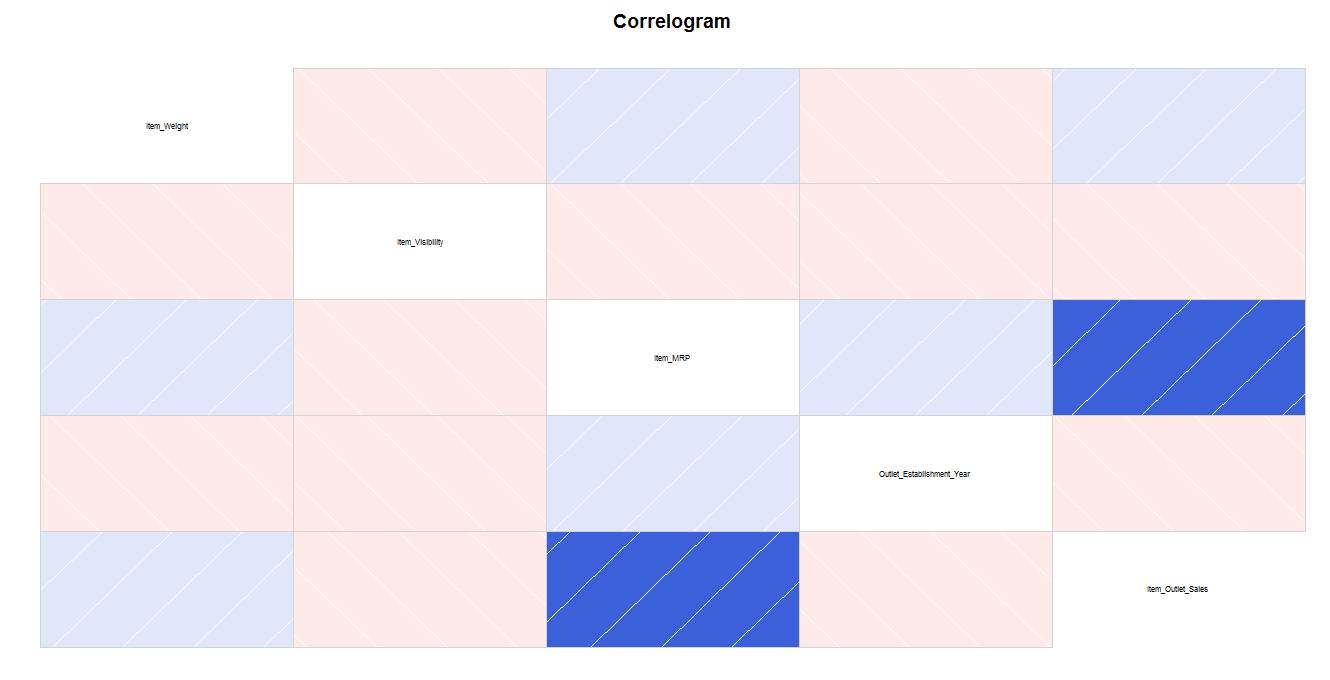 Correlogram
Item_Weight
Item_Visibility
Item_MRP
Outlet_Establishment_Year
Item_Outlet_Sales